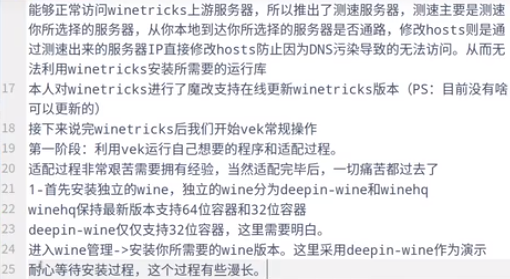 能够正常访问winetricks上游服务器，所以推出了测速服务器，测速主要是测速
你所选择的服务器，从你本地到达你所选择的服务器是否通路，修改hosts则是通
过测速出来的服务器IP直接修改hosts防止因为DNS污染导致的无法访问。从而无
法利用winetricks安装所需要的运行库
17 本人对winetricks进行了魔改支持在线更新winetricks版本（PS：目前没有啥
可以更新的）
18 接下来说完winetricks后我们开始vek常规操作
19 第一阶段：利用vek运行自己想要的程序和适配过程。
20 适配过程非常艰苦需要拥有经验，当然适配完毕后，一切痛苦都过去了
21 1-首先安装独立的wine，独立的wine分为deepin-wine和winehq
22 winehq保持最新版本支持64位容器和32位容器
23 deepin-wine仅仅支持32位容器，这里需要明白。
24 进入wine管理->安装你所需要的wine版本。这里采用deepin-wine作为演示
25 耐心等待安装过程，这个过程有些漫长。